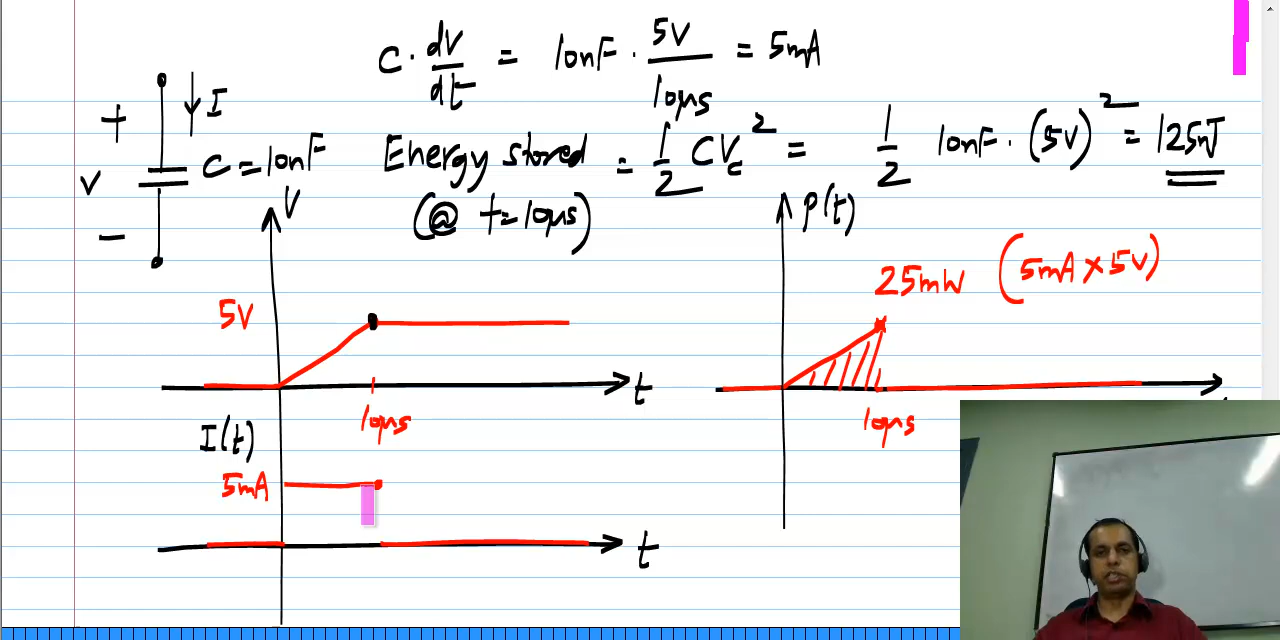 C · dV/dt = 10nF · 5V/10μs = 5mA
+ I
V C=10nF
−
Energy stored = 1/2 CVc² = 1/2 10nF · (5V)² = 125nJ
(@ t=10μs)
V
5V
10μs
t
P(t)
25mW (5mA×5V)
10μs
I(t)
5mA
t